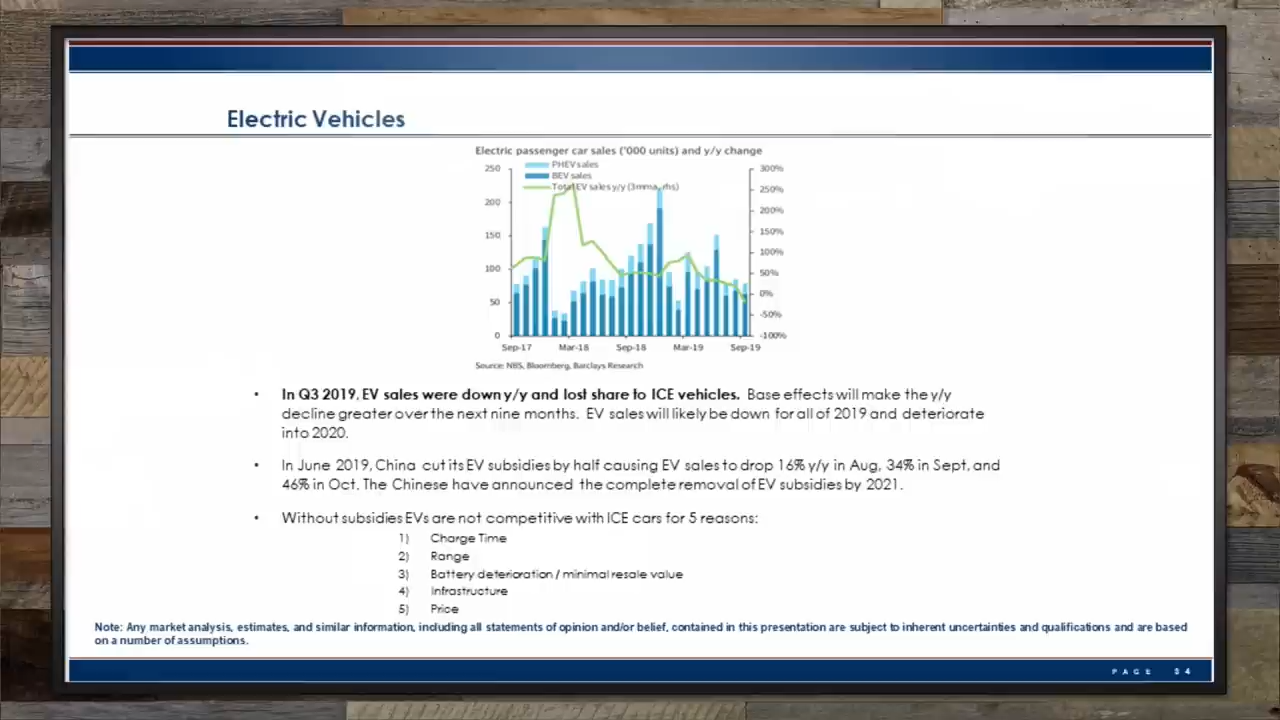 Electric Vehicles
Electric passenger car sales ('000 units) and y/y change
PHEV sales
BEV sales
Total EV sales y/y (3mma, rhs)
250
200
150
100
50
0
300%
250%
200%
150%
100%
50%
0%
-50%
-100%
Sep-17 Mar-18 Sep-18 Mar-19 Sep-19
Source: NBS, Bloomberg, Barclays Research
• In Q3 2019, EV sales were down y/y and lost share to ICE vehicles. Base effects will make the y/y
decline greater over the next nine months. EV sales will likely be down for all of 2019 and deteriorate
into 2020.
• In June 2019, China cut its EV subsidies by half causing EV sales to drop 16% y/y in Aug, 34% in Sept, and
46% in Oct. The Chinese have announced the complete removal of EV subsidies by 2021.
• Without subsidies EVs are not competitive with ICE cars for 5 reasons:
1) Charge Time
2) Range
3) Battery deterioration / minimal resale value
4) Infrastructure
5) Price
Note: Any market analysis, estimates, and similar information, including all statements of opinion and/or belief, contained in this presentation are subject to inherent uncertainties and qualifications and are based
on a number of assumptions.
PAGE 34